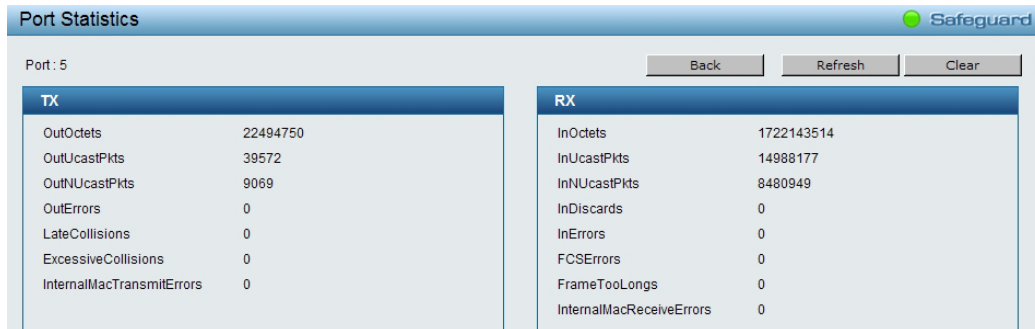 Port Statistics
Safeguard
Port : 5
Back
Refresh
Clear
TX
OutOctets 22494750
OutUcastPkts 39572
OutNUcastPkts 9069
OutErrors 0
LateCollisions 0
ExcessiveCollisions 0
InternalMacTransmitErrors 0
RX
InOctets 1722143514
InUcastPkts 14988177
InNUcastPkts 8480949
InDiscards 0
InErrors 0
FCSErrors 0
FrameTooLongs 0
InternalMacReceiveErrors 0